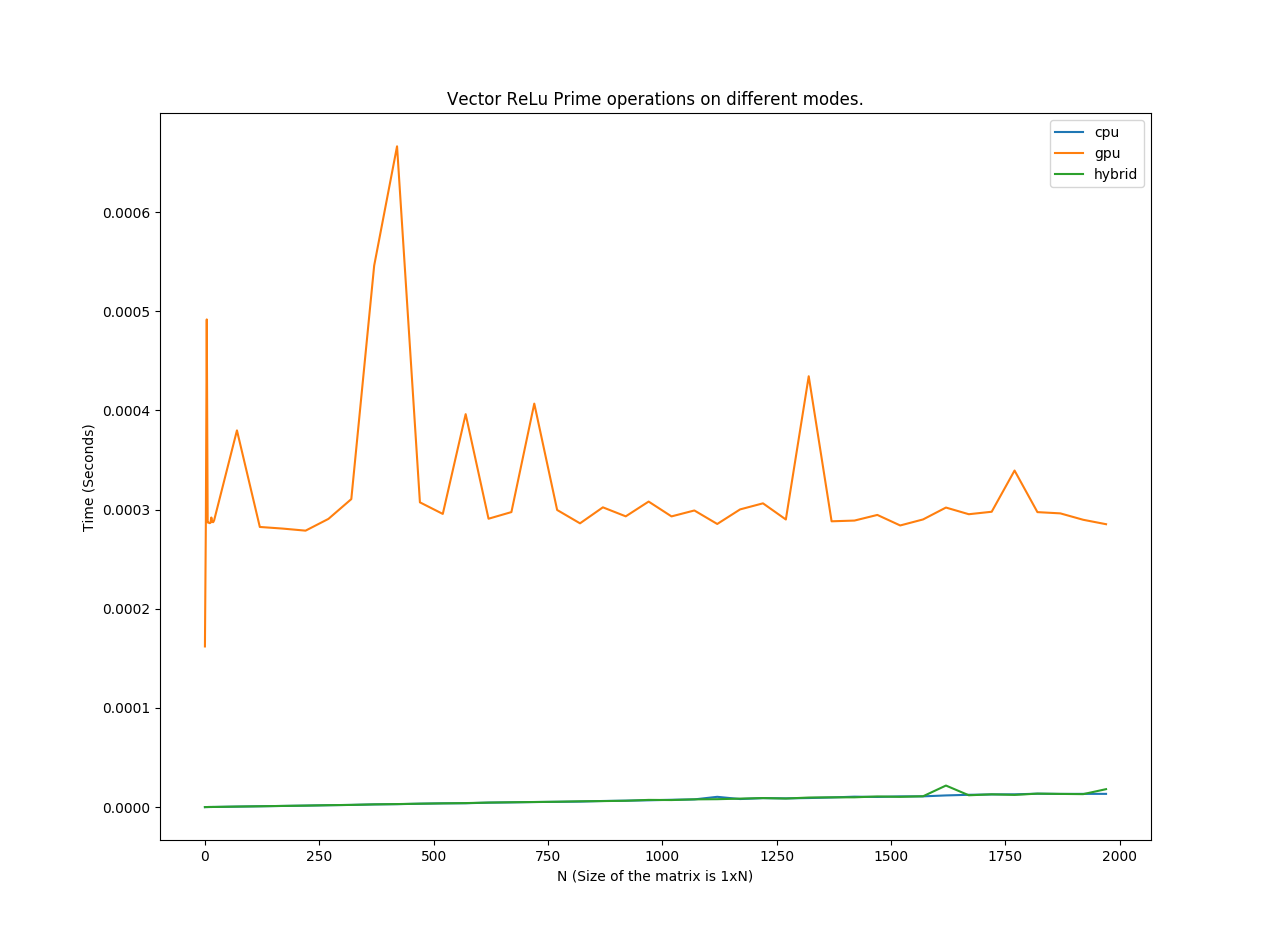 Vector ReLu Prime operations on different modes.
cpu
gpu
hybrid
Time (Seconds)
0.0006
0.0005
0.0004
0.0003
0.0002
0.0001
0.0000
0 250 500 750 1000 1250 1500 1750 2000
N (Size of the matrix is 1xN)